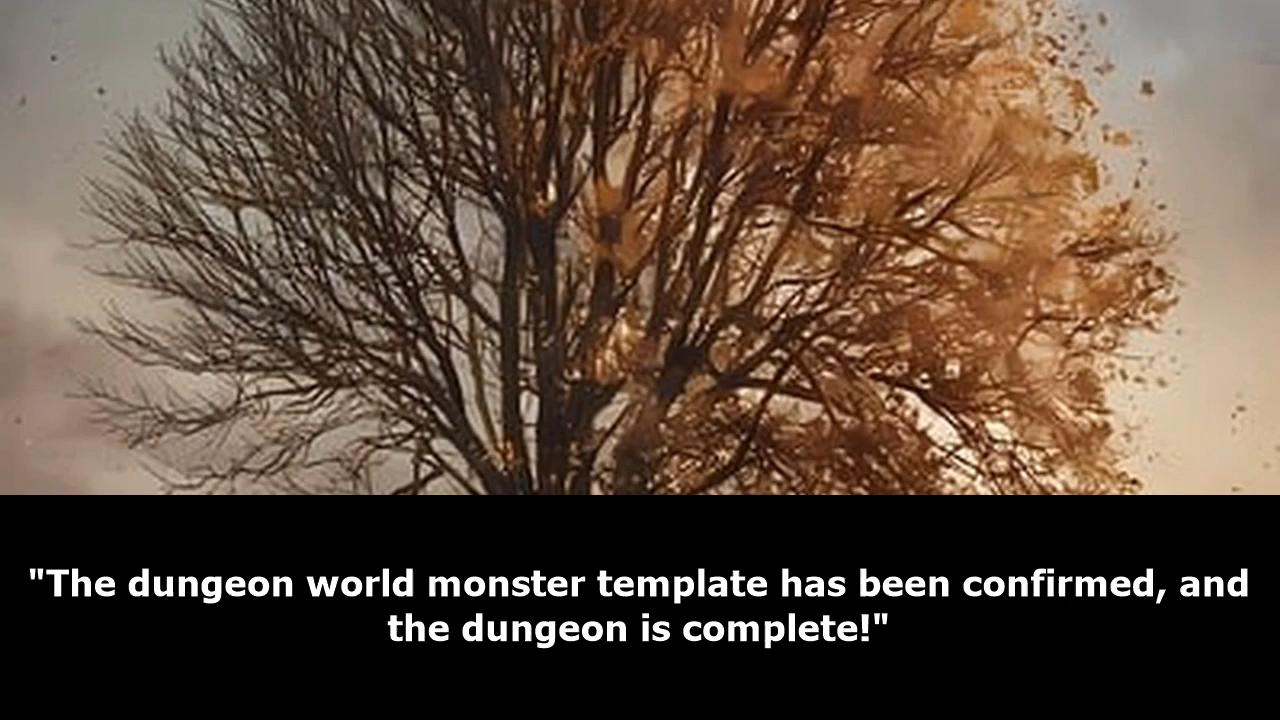 "The dungeon world monster template has been confirmed, and
the dungeon is complete!"